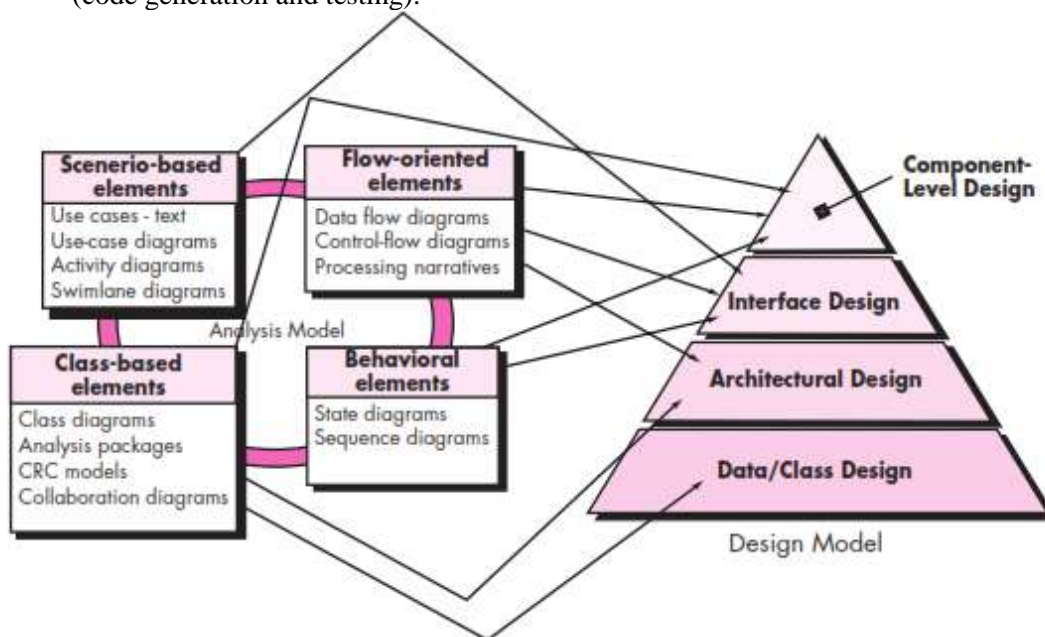 (code generation and testing).
Scenerio-based
elements
Use cases - text
Use-case diagrams
Activity diagrams
Swimlane diagrams
Flow-oriented
elements
Data flow diagrams
Control-flow diagrams
Processing narratives
Analysis Model
Class-based
elements
Class diagrams
Analysis packages
CRC models
Collaboration diagrams
Behavioral
elements
State diagrams
Sequence diagrams
Component-
Level Design
Interface Design
Architectural Design
Data/Class Design
Design Model